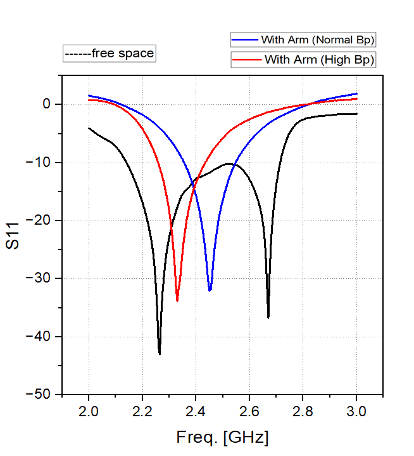 With Arm (Normal Bp)
------free space
With Arm (High Bp)
0
−10
−20
−30
−40
−50
S11
2.0 2.2 2.4 2.6 2.8 3.0
Freq. [GHz]